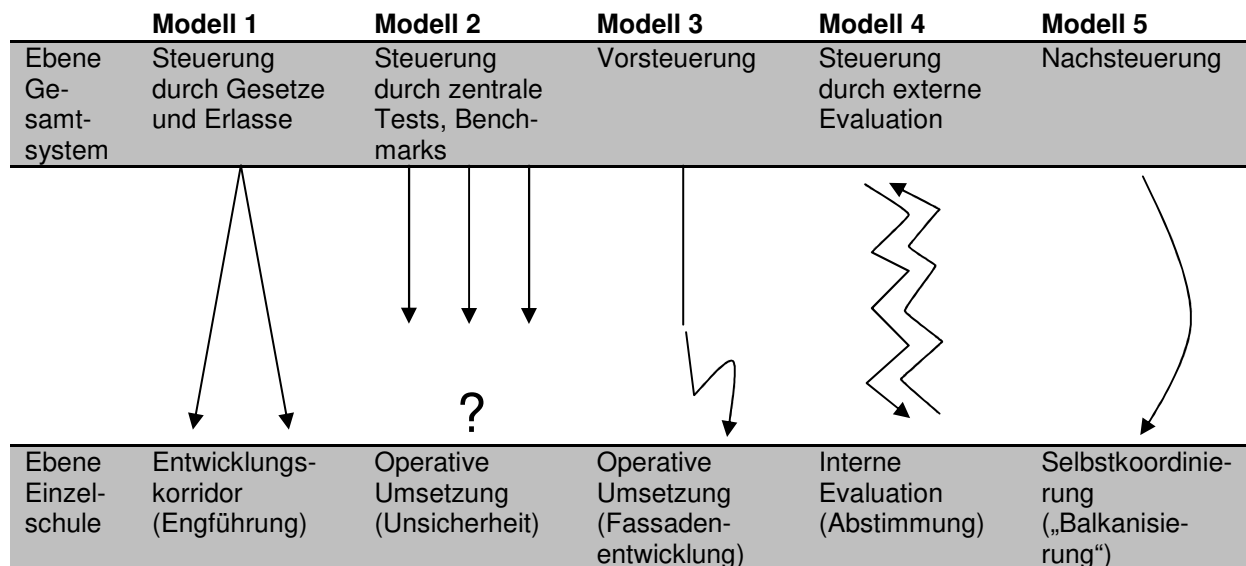 Modell 1 Modell 2 Modell 3 Modell 4 Modell 5
Ebene Steuerung Steuerung Vorsteuerung Steuerung Nachsteuerung
Ge- durch Gesetze durch zentrale durch externe
samt- und Erlasse Tests, Bench- Evaluation
system marks
?
Ebene Entwicklungs- Operative Operative Interne Selbstkoordinie-
Einzel- korridor Umsetzung Umsetzung Evaluation rung
schule (Engführung) (Unsicherheit) (Fassaden- (Abstimmung) („Balkanisie-
entwicklung) rung“)